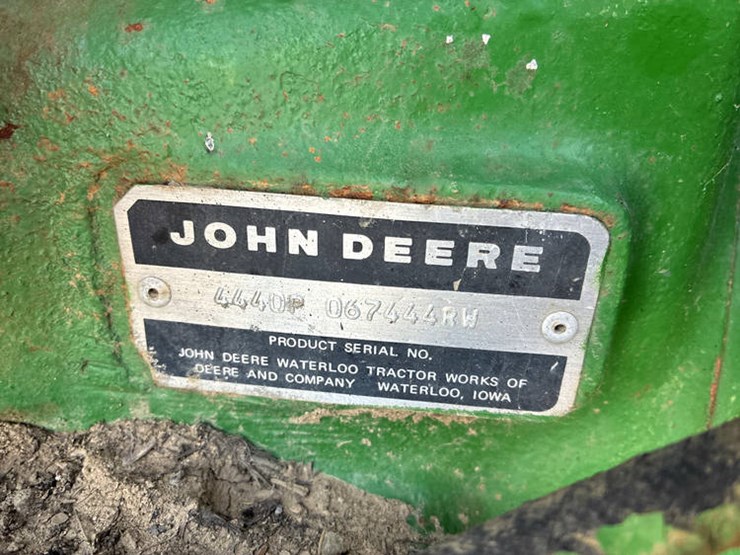 JOHN DEERE
4440P 067444RW
PRODUCT SERIAL NO.
JOHN DEERE WATERLOO TRACTOR WORKS OF
DEERE AND COMPANY WATERLOO, IOWA